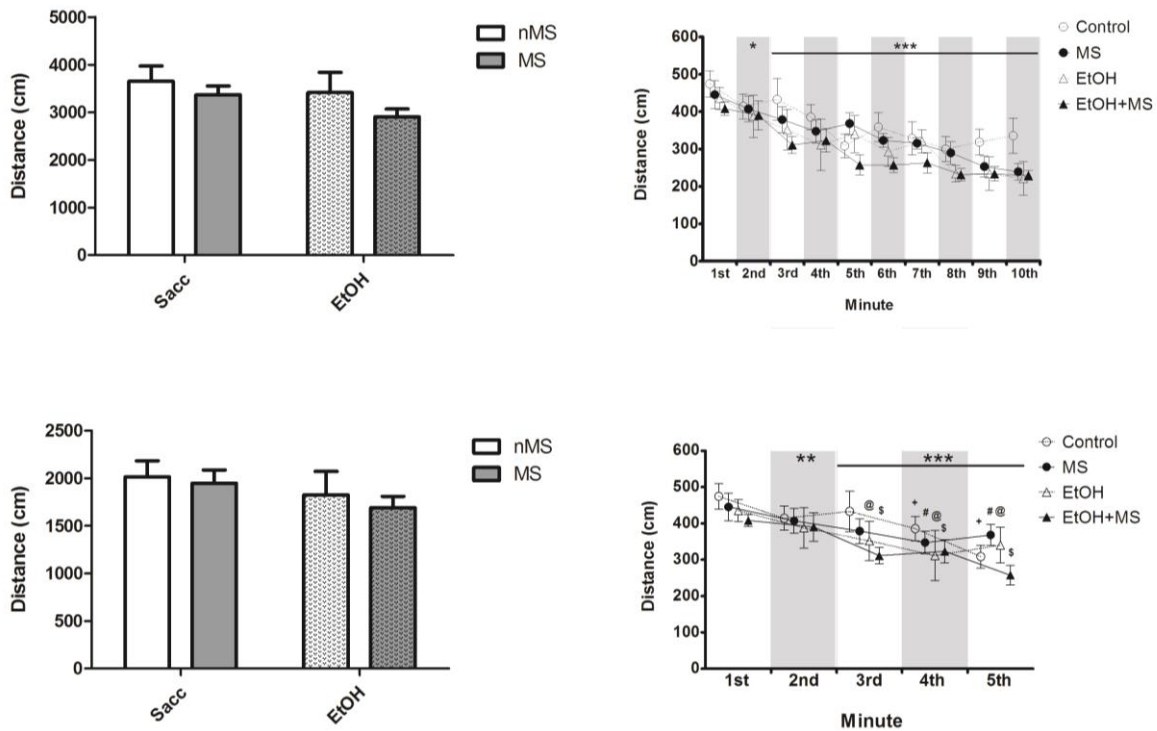 5000
4000
3000
2000
1000
0
Distance (cm)
nMS
MS
Sacc
EtOH
600
500
400
300
200
100
0
Distance (cm)
*
***
1st 2nd 3rd 4th 5th 6th 7th 8th 9th 10th
Minute
Control
MS
EtOH
EtOH+MS
2500
2000
1500
1000
500
0
Distance (cm)
nMS
MS
Sacc
EtOH
600
500
400
300
200
100
0
Distance (cm)
**
***
@ $
+ # @ $
+ # @ $
1st 2nd 3rd 4th 5th
Minute
Control
MS
EtOH
EtOH+MS